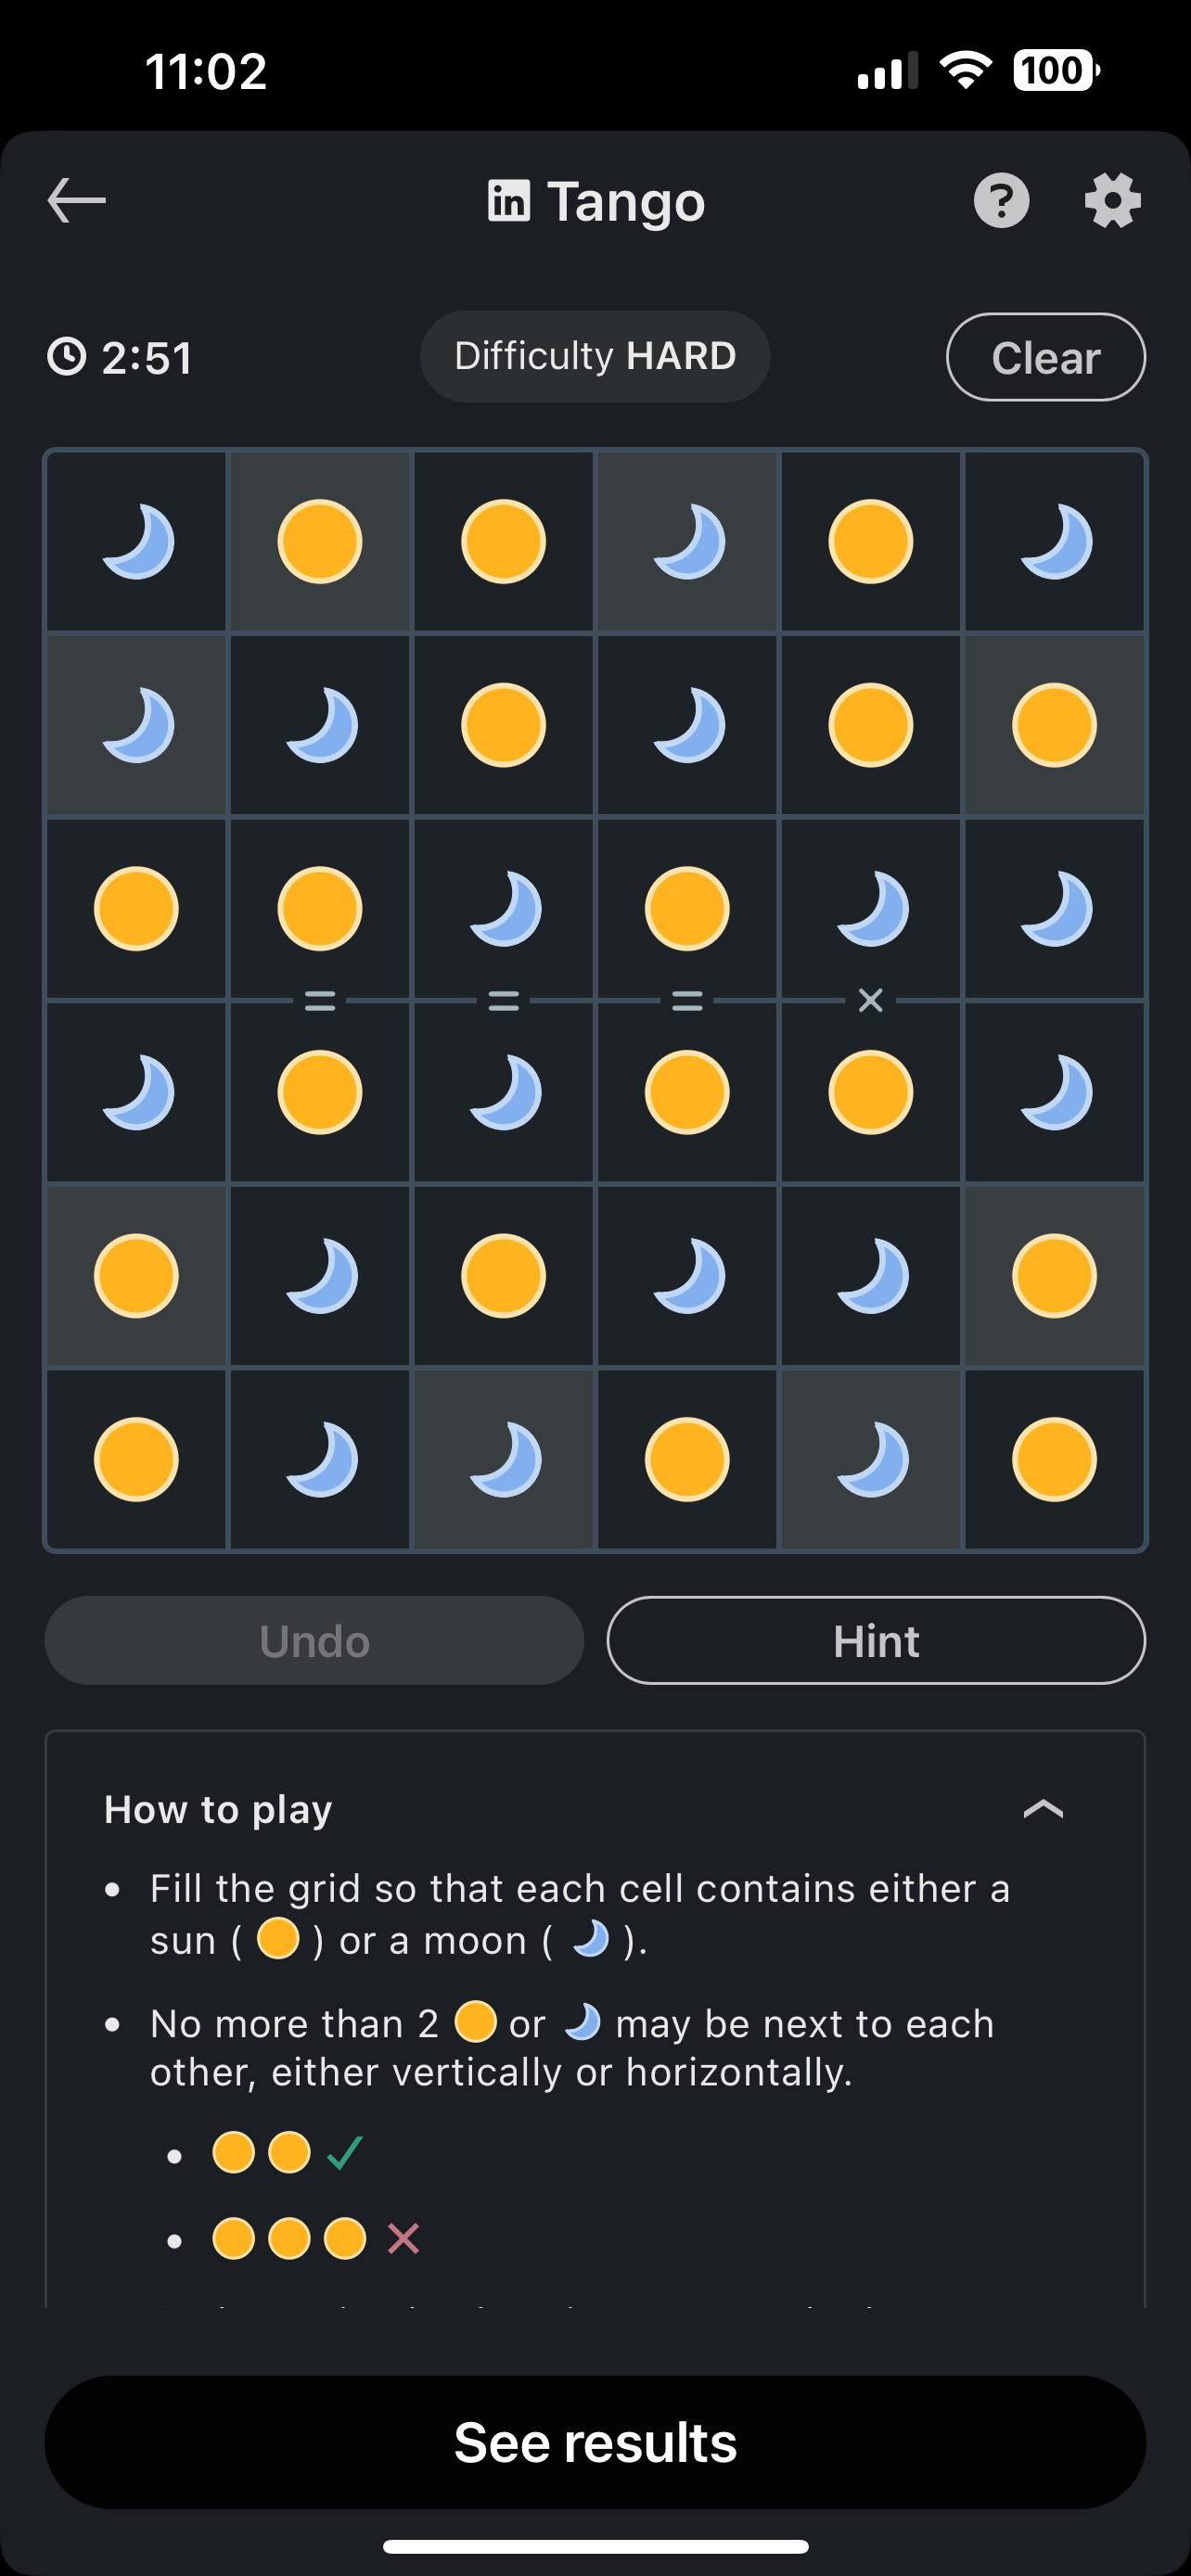 11:02
100
in Tango
?
2:51
Difficulty HARD
Clear
=
=
=
×
Undo
Hint
How to play
• Fill the grid so that each cell contains either a
sun ( ) or a moon ( ).
• No more than 2 or may be next to each
other, either vertically or horizontally.
See results